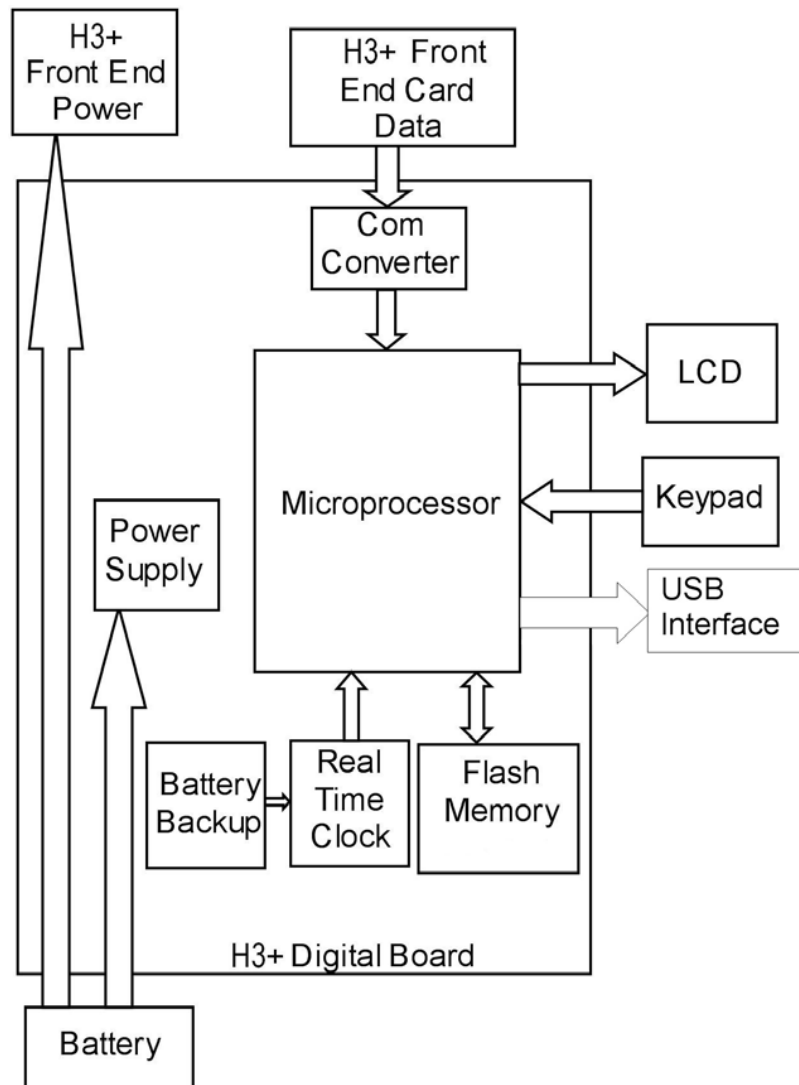 H3+
Front End
Power
H3+ Front
End Card
Data
Com
Converter
LCD
Microprocessor
Keypad
Power
Supply
USB
Interface
Battery
Backup
Real
Time
Clock
Flash
Memory
H3+ Digital Board
Battery